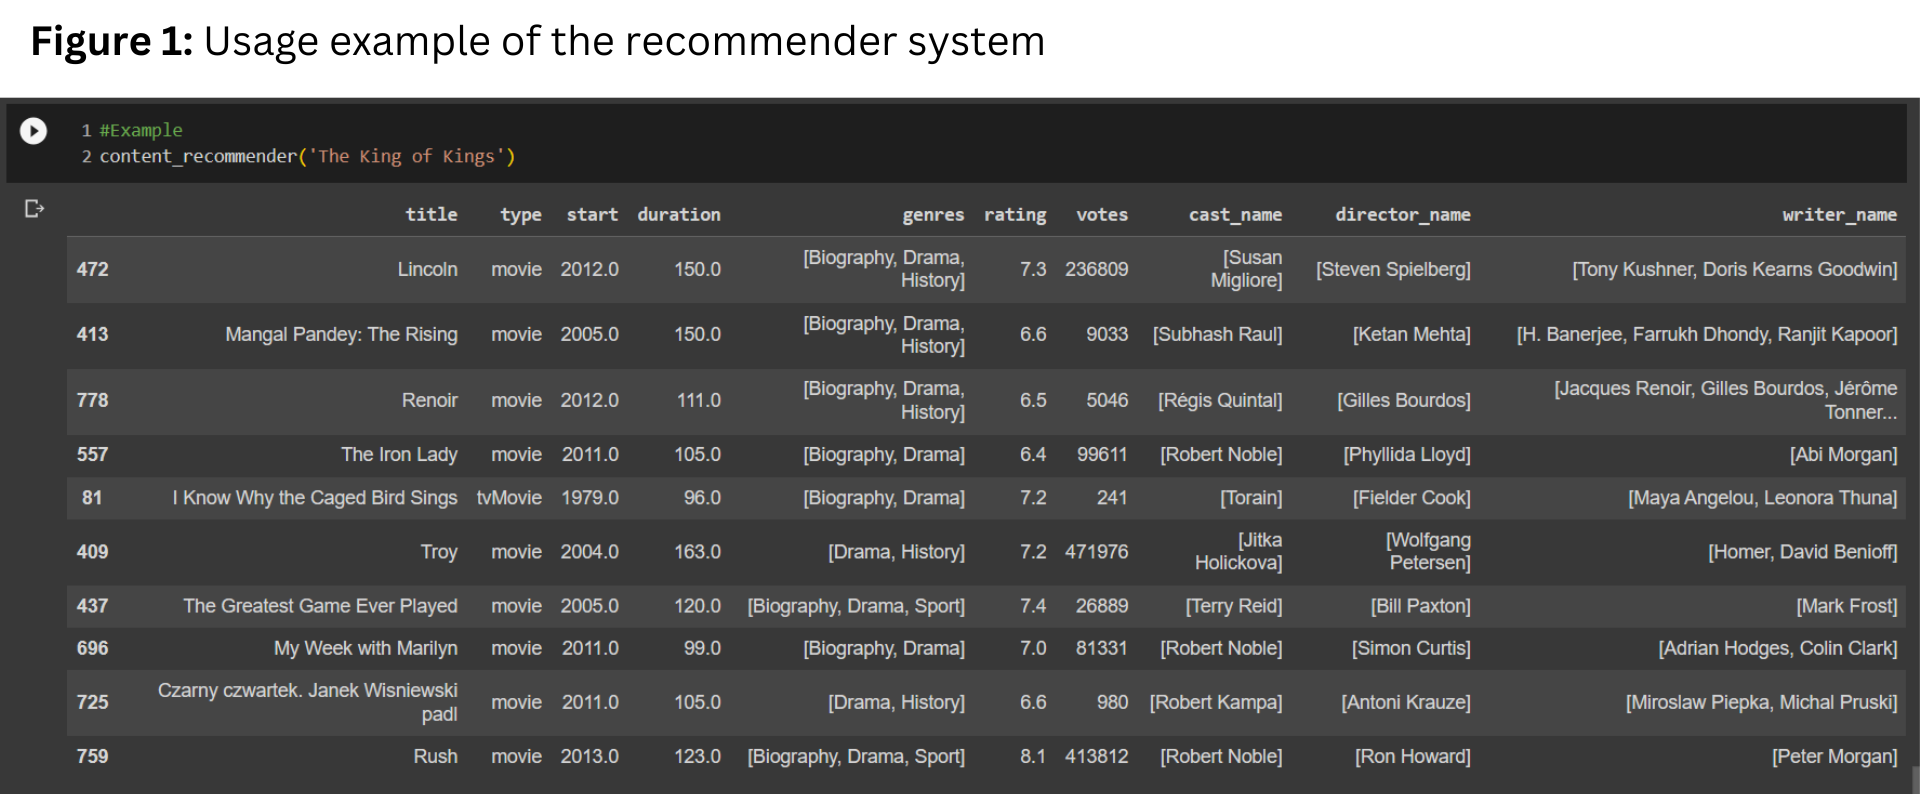 Figure 1: Usage example of the recommender system
1 #Example
2 content_recommender('The King of Kings')
title type start duration genres rating votes cast_name director_name writer_name
472 Lincoln movie 2012.0 150.0 [Biography, Drama, History] 7.3 236809 [Susan Migliore] [Steven Spielberg] [Tony Kushner, Doris Kearns Goodwin]
413 Mangal Pandey: The Rising movie 2005.0 150.0 [Biography, Drama, History] 6.6 9033 [Subhash Raul] [Ketan Mehta] [H. Banerjee, Farrukh Dhondy, Ranjit Kapoor]
778 Renoir movie 2012.0 111.0 [Biography, Drama, History] 6.5 5046 [Régis Quintal] [Gilles Bourdos] [Jacques Renoir, Gilles Bourdos, Jérôme Tonner...
557 The Iron Lady movie 2011.0 105.0 [Biography, Drama] 6.4 99611 [Robert Noble] [Phyllida Lloyd] [Abi Morgan]
81 I Know Why the Caged Bird Sings tvMovie 1979.0 96.0 [Biography, Drama] 7.2 241 [Torain] [Fielder Cook] [Maya Angelou, Leonora Thuna]
409 Troy movie 2004.0 163.0 [Drama, History] 7.2 471976 [Jitka Holickova] [Wolfgang Petersen] [Homer, David Benioff]
437 The Greatest Game Ever Played movie 2005.0 120.0 [Biography, Drama, Sport] 7.4 26889 [Terry Reid] [Bill Paxton] [Mark Frost]
696 My Week with Marilyn movie 2011.0 99.0 [Biography, Drama] 7.0 81331 [Robert Noble] [Simon Curtis] [Adrian Hodges, Colin Clark]
725 Czarny czwartek. Janek Wisniewski padl movie 2011.0 105.0 [Drama, History] 6.6 980 [Robert Kampa] [Antoni Krauze] [Miroslaw Piepka, Michal Pruski]
759 Rush movie 2013.0 123.0 [Biography, Drama, Sport] 8.1 413812 [Robert Noble] [Ron Howard] [Peter Morgan]